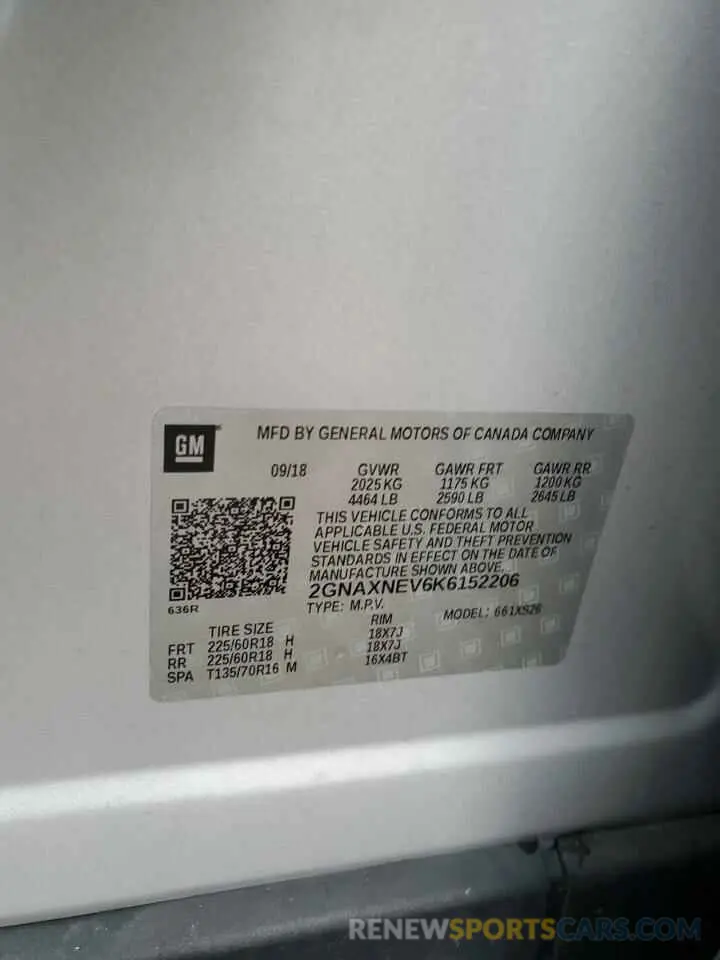 GM
MFD BY GENERAL MOTORS OF CANADA COMPANY
09/18 GVWR GAWR FRT GAWR RR
2025 KG 1175 KG 1200 KG
4464 LB 2590 LB 2645 LB
THIS VEHICLE CONFORMS TO ALL
APPLICABLE U.S. FEDERAL MOTOR
VEHICLE SAFETY AND THEFT PREVENTION
STANDARDS IN EFFECT ON THE DATE OF
MANUFACTURE SHOWN ABOVE.
2GNAXNEV6K6152206
TYPE: M.P.V. MODEL: 661XS26
636R
TIRE SIZE RIM
FRT 225/60R18 H 18X7J
RR 225/60R18 H 18X7J
SPA T135/70R16 M 16X4BT
RENEWSPORTSCARS.COM